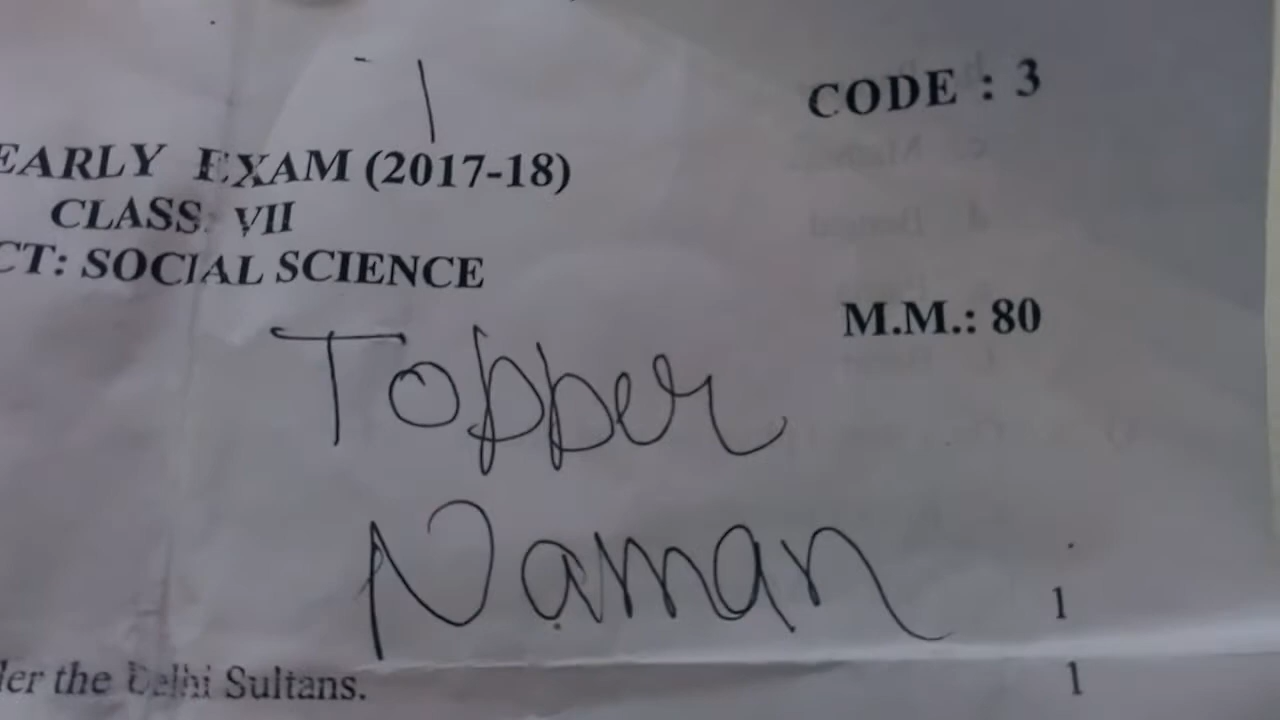 CODE : 3
EARLY EXAM (2017-18)
CLASS: VII
CT: SOCIAL SCIENCE
M.M.: 80
Topper
Naman
1
der the Delhi Sultans.
1